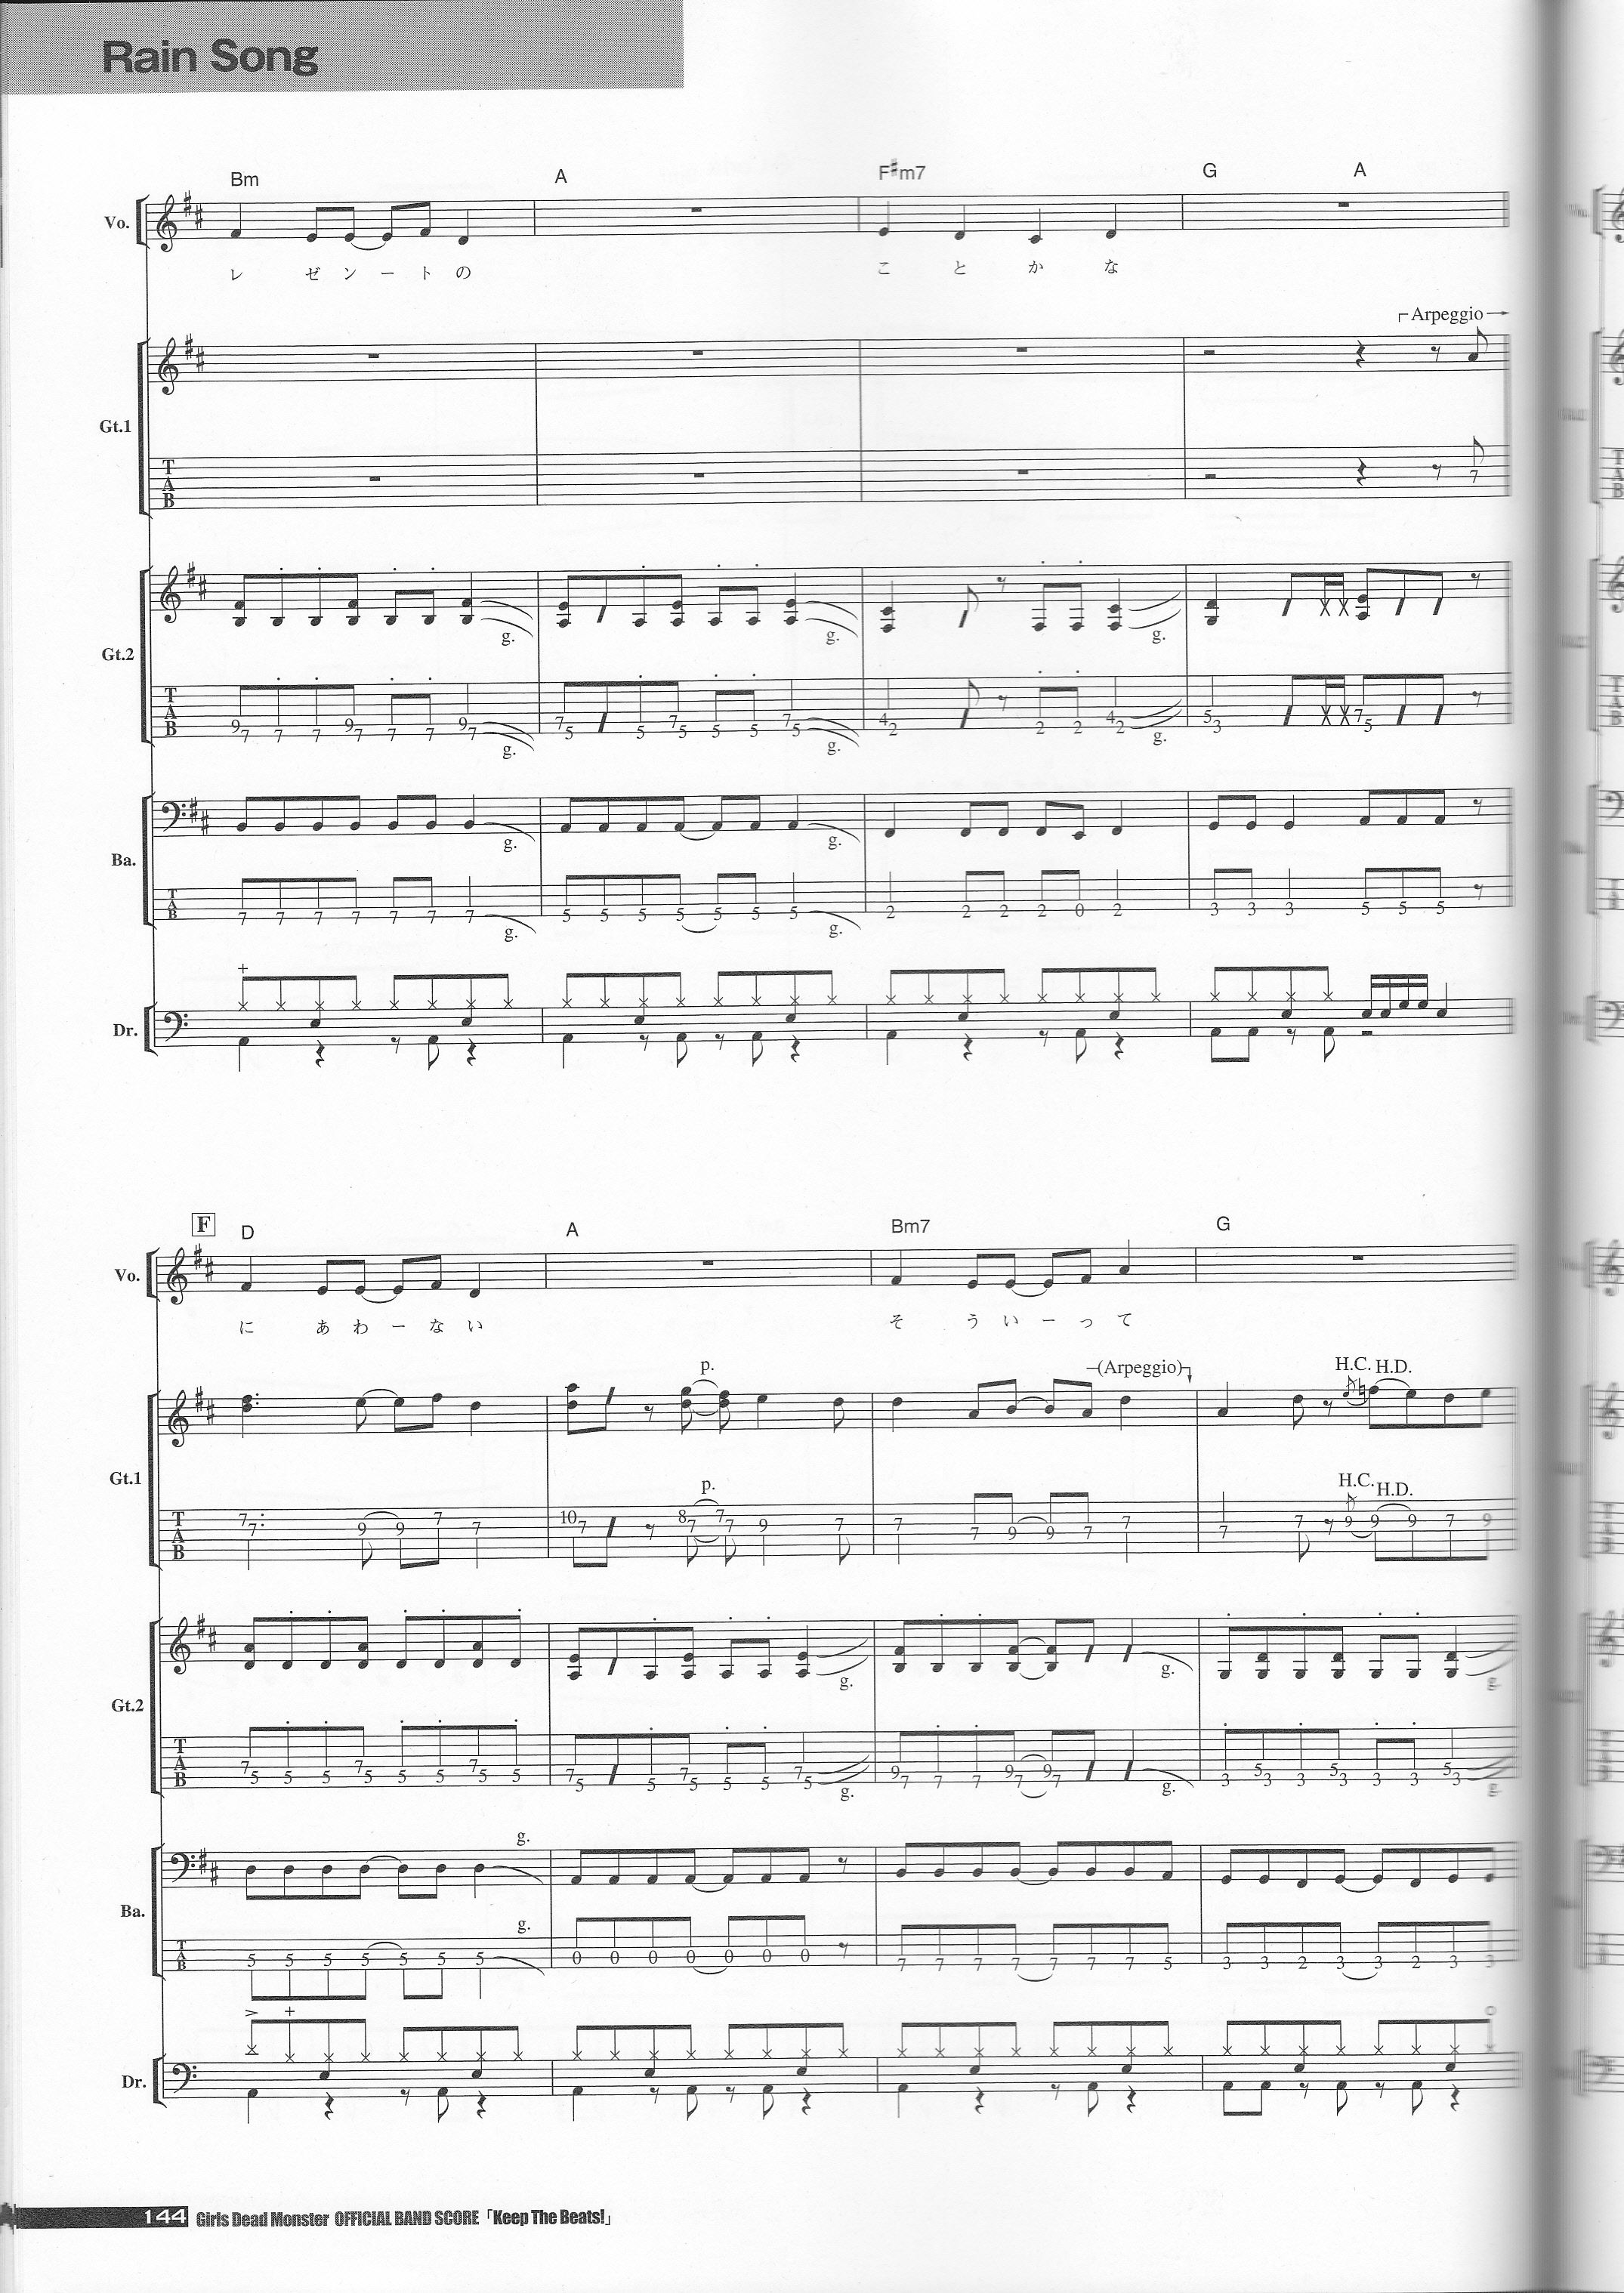 Rain Song
Bm A F♯m7 G A
Vo.
レ ゼ ン ー ト の こ と か な
Arpeggio
Gt.1
T A B
7
g. g. g.
Gt.2
T A B
9 7 7 7 9 7 7 7 9 7 7 5 5 7 5 5 5 7 5 4 2 2 2 4 2 5 3 X X 7 5
g. g. g.
g. g.
Ba.
T A B
7 7 7 7 7 7 7 5 5 5 5 5 5 5 2 2 2 2 0 2 3 3 3 5 5 5
g. g.
Dr.
F D A Bm7 G
Vo.
に あ わ ー な い そ う い ー っ て
p. (Arpeggio) H.C. H.D.
Gt.1
p. H.C. H.D.
T A B
7 7 9 9 7 7 10 7 8 7 7 7 9 7 7 7 9 9 7 7 7 7 9 9 9 7 9
g. g. g.
Gt.2
T A B
7 5 5 5 7 5 5 5 7 5 5 7 5 5 7 5 5 5 7 5 9 7 7 7 9 7 9 7 3 5 3 3 5 3 3 3 5 3
g. g. g.
g.
Ba.
g.
T A B
5 5 5 5 5 5 5 0 0 0 0 0 0 0 7 7 7 7 7 7 7 5 3 3 2 3 3 2 3 3
Dr.
144 Girls Dead Monster OFFICIAL BAND SCORE「Keep The Beats!」